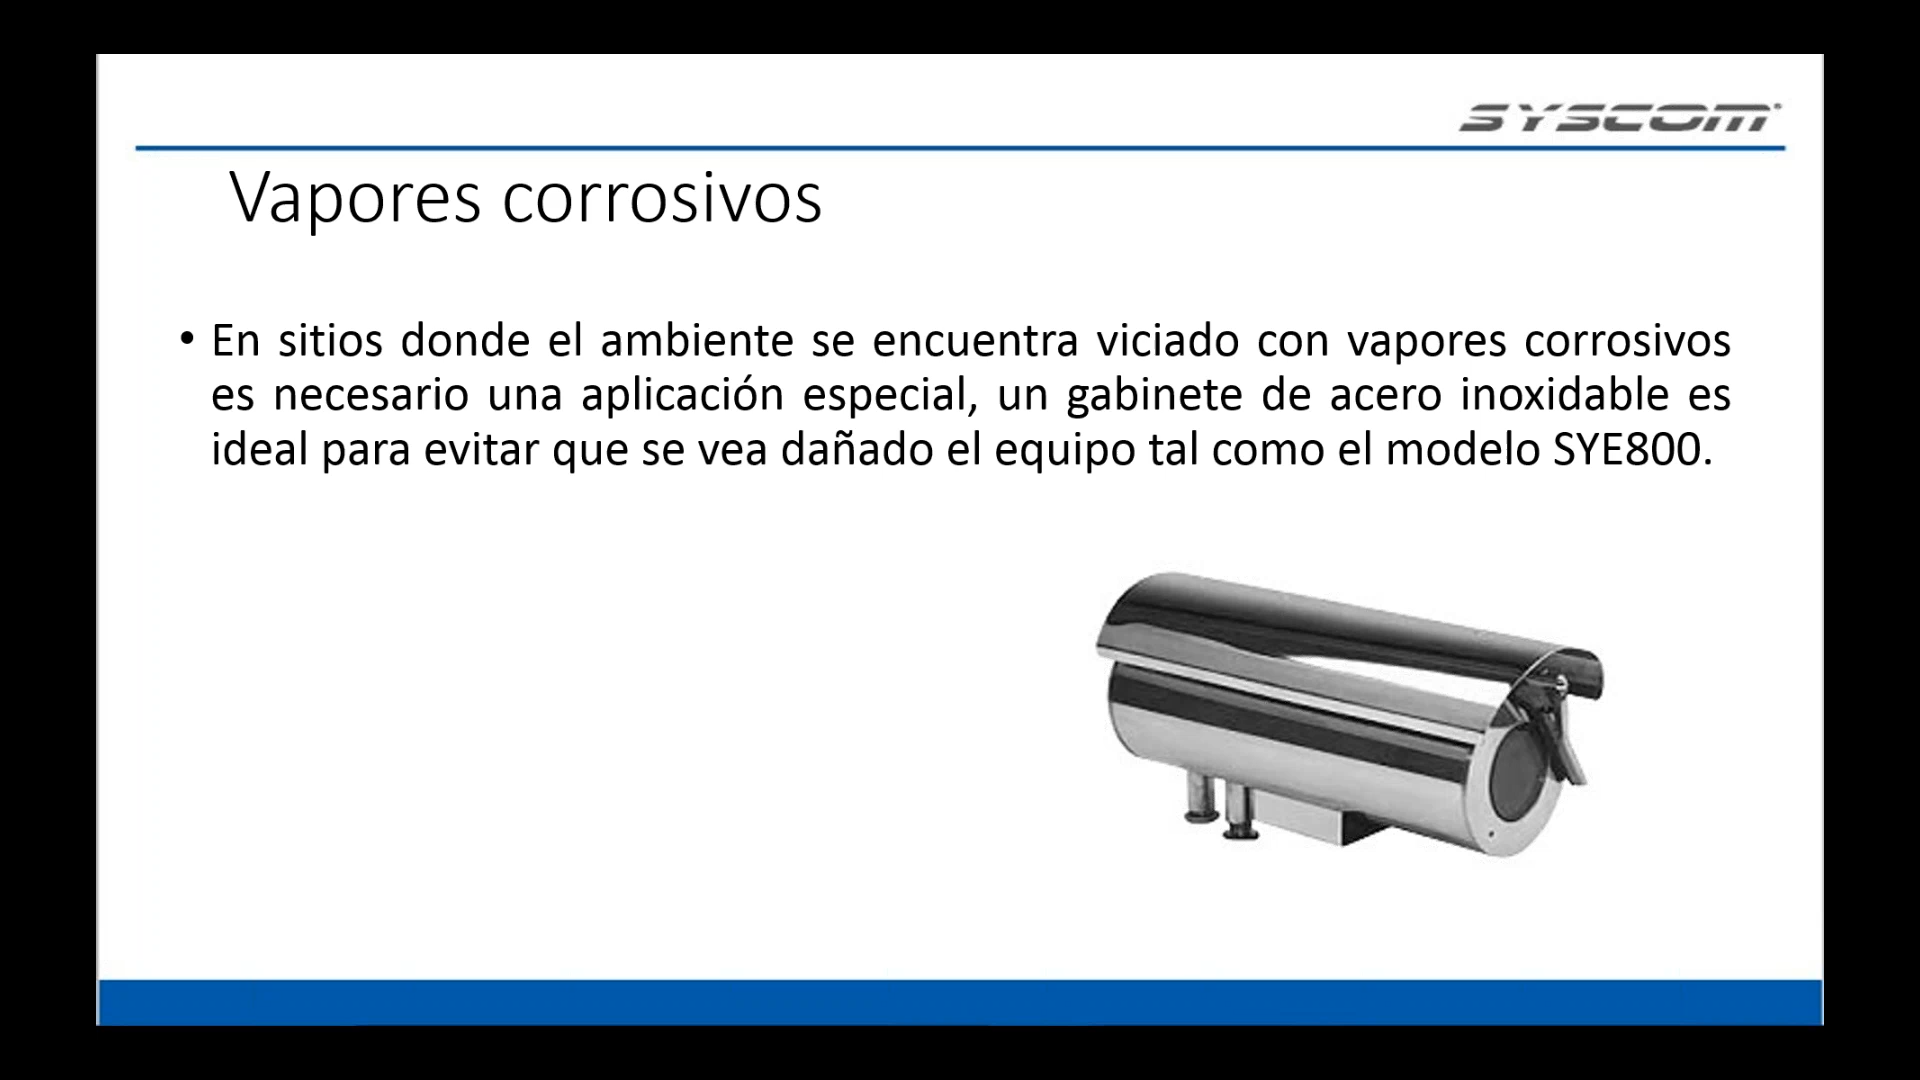 SYSCOM
Vapores corrosivos
• En sitios donde el ambiente se encuentra viciado con vapores corrosivos
es necesario una aplicación especial, un gabinete de acero inoxidable es
ideal para evitar que se vea dañado el equipo tal como el modelo SYE800.